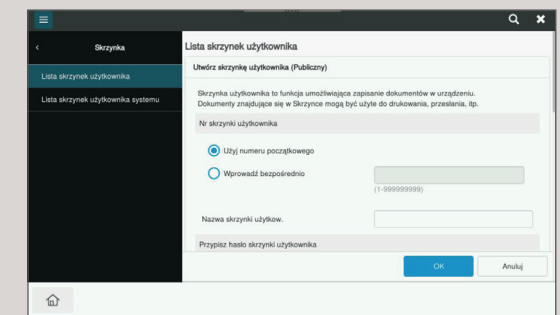 Skrzynka
Lista skrzynek użytkownika
Lista skrzynek użytkownika systemu
Lista skrzynek użytkownika
Utwórz skrzynkę użytkownika (Publiczny)
Skrzynka użytkownika to funkcja umożliwiająca zapisanie dokumentów w urządzeniu.
Dokumenty znajdujące się w Skrzynce mogą być użyte do drukowania, przesłania, itp.
Nr skrzynki użytkownika
Użyj numeru początkowego
Wprowadź bezpośrednio
(1-999999999)
Nazwa skrzynki użytkow.
Przypisz hasło skrzynki użytkownika
OK
Anuluj